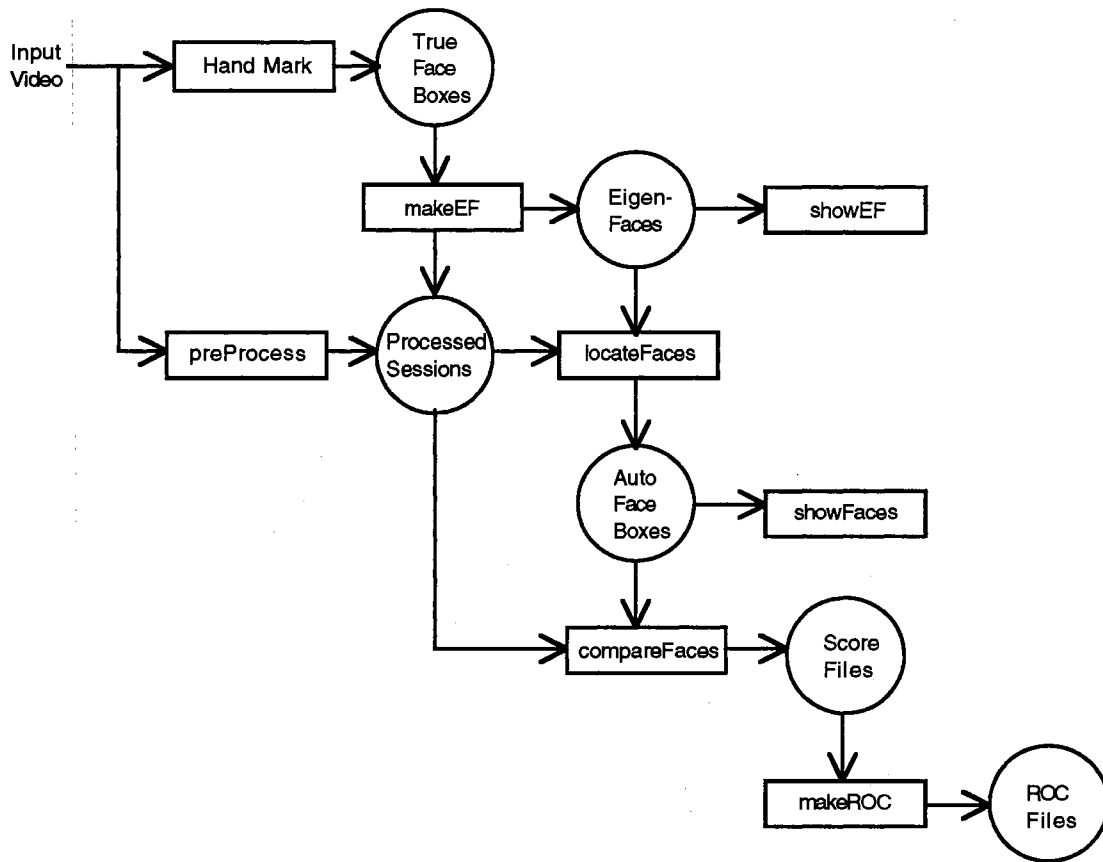 Input
Video
Hand Mark
True
Face
Boxes
makeEF
Eigen-
Faces
showEF
preProcess
Processed
Sessions
locateFaces
Auto
Face
Boxes
showFaces
compareFaces
Score
Files
makeROC
ROC
Files